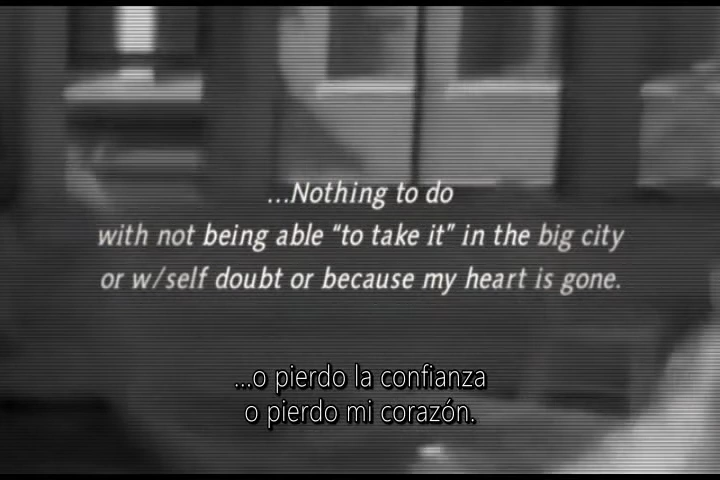 ...Nothing to do
with not being able “to take it” in the big city
or w/self doubt or because my heart is gone.
...o pierdo la confianza
o pierdo mi corazón.